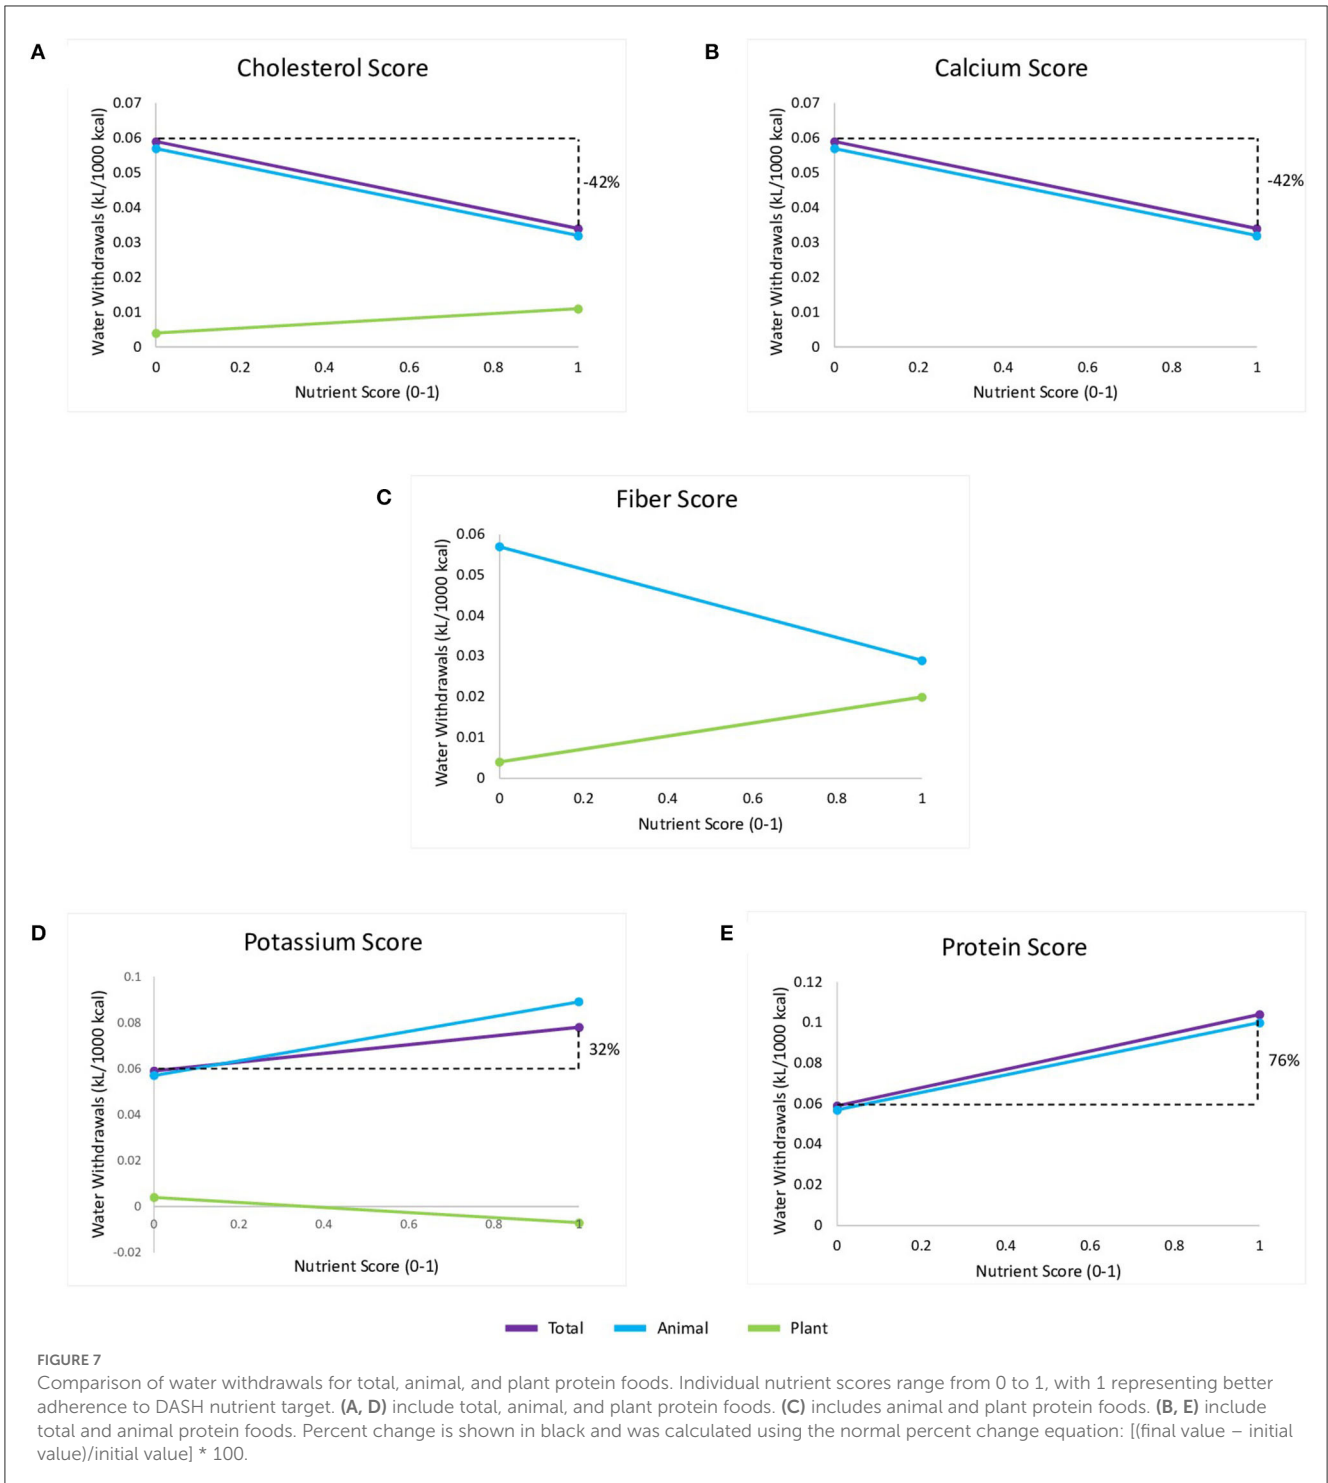 A
Cholesterol Score
Water Withdrawals (kL/1000 kcal)
0.07
0.06
0.05
0.04
0.03
0.02
0.01
0
-42%
0 0.2 0.4 0.6 0.8 1
Nutrient Score (0-1)
B
Calcium Score
Water Withdrawals (kL/1000 kcal)
0.07
0.06
0.05
0.04
0.03
0.02
0.01
0
-42%
0 0.2 0.4 0.6 0.8 1
Nutrient Score (0-1)
C
Fiber Score
Water Withdrawals (kL/1000 kcal)
0.06
0.05
0.04
0.03
0.02
0.01
0
0 0.2 0.4 0.6 0.8 1
Nutrient Score (0-1)
D
Potassium Score
Water Withdrawals (kL/1000 kcal)
0.1
0.08
0.06
0.04
0.02
0
-0.02
32%
0 0.2 0.4 0.6 0.8 1
Nutrient Score (0-1)
E
Protein Score
Water Withdrawals (kL/1000 kcal)
0.12
0.1
0.08
0.06
0.04
0.02
0
76%
0 0.2 0.4 0.6 0.8 1
Nutrient Score (0-1)
Total Animal Plant
FIGURE 7
Comparison of water withdrawals for total, animal, and plant protein foods. Individual nutrient scores range from 0 to 1, with 1 representing better
adherence to DASH nutrient target. (A, D) include total, animal, and plant protein foods. (C) includes animal and plant protein foods. (B, E) include
total and animal protein foods. Percent change is shown in black and was calculated using the normal percent change equation: [(final value – initial
value)/initial value] * 100.